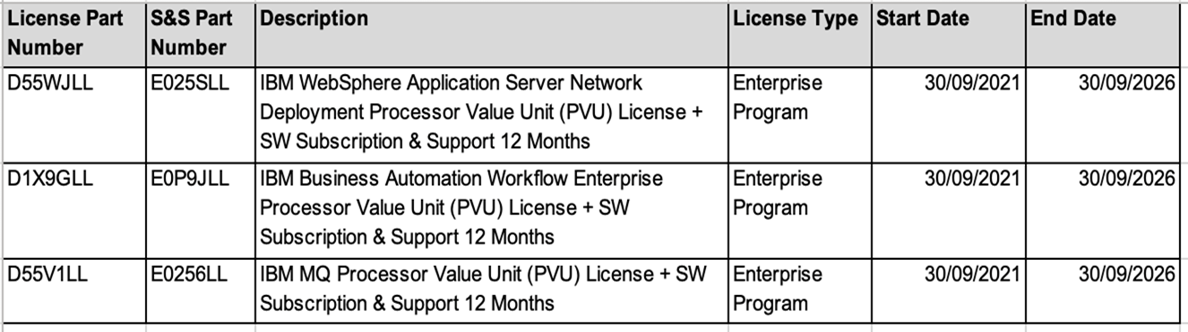 License Part Number S&S Part Number Description License Type Start Date End Date
D55WJLL E025SLL IBM WebSphere Application Server Network Enterprise 30/09/2021 30/09/2026
Deployment Processor Value Unit (PVU) License + Program
SW Subscription & Support 12 Months
D1X9GLL E0P9JLL IBM Business Automation Workflow Enterprise Enterprise 30/09/2021 30/09/2026
Processor Value Unit (PVU) License + SW Program
Subscription & Support 12 Months
D55V1LL E0256LL IBM MQ Processor Value Unit (PVU) License + SW Enterprise 30/09/2021 30/09/2026
Subscription & Support 12 Months Program